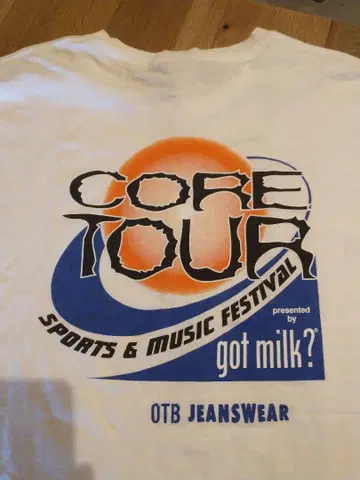 CORE
TOUR
SPORTS & MUSIC FESTIVAL
presented
by
got milk?®
OTB JEANSWEAR